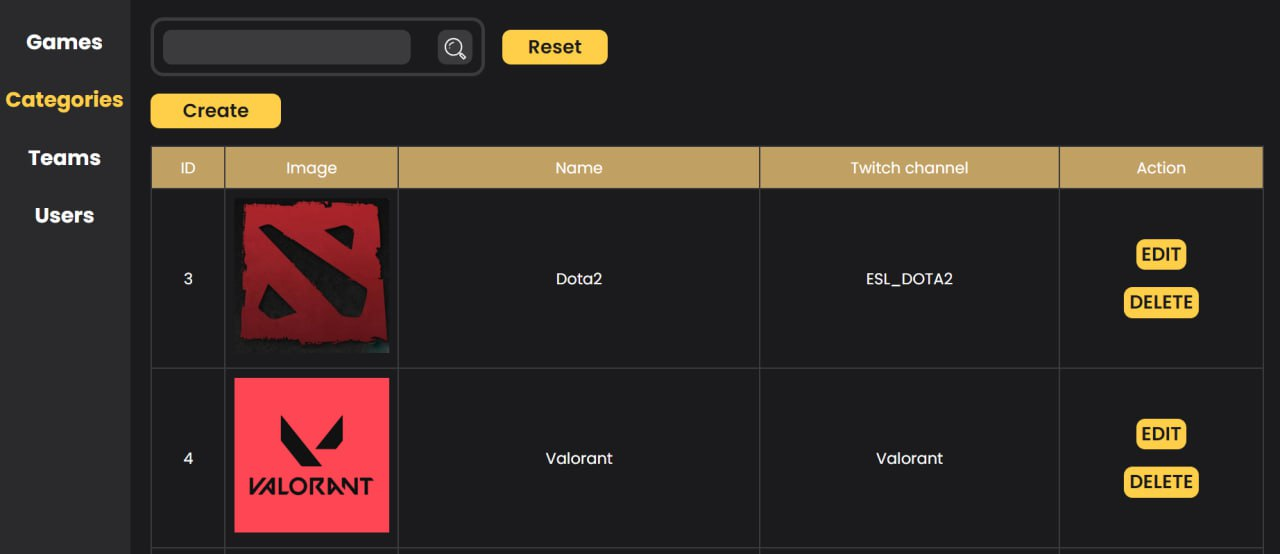 Games
Categories
Teams
Users
Reset
Create
ID Image Name Twitch channel Action
3 Dota2 ESL_DOTA2 EDIT DELETE
VALORANT
4 Valorant Valorant EDIT DELETE